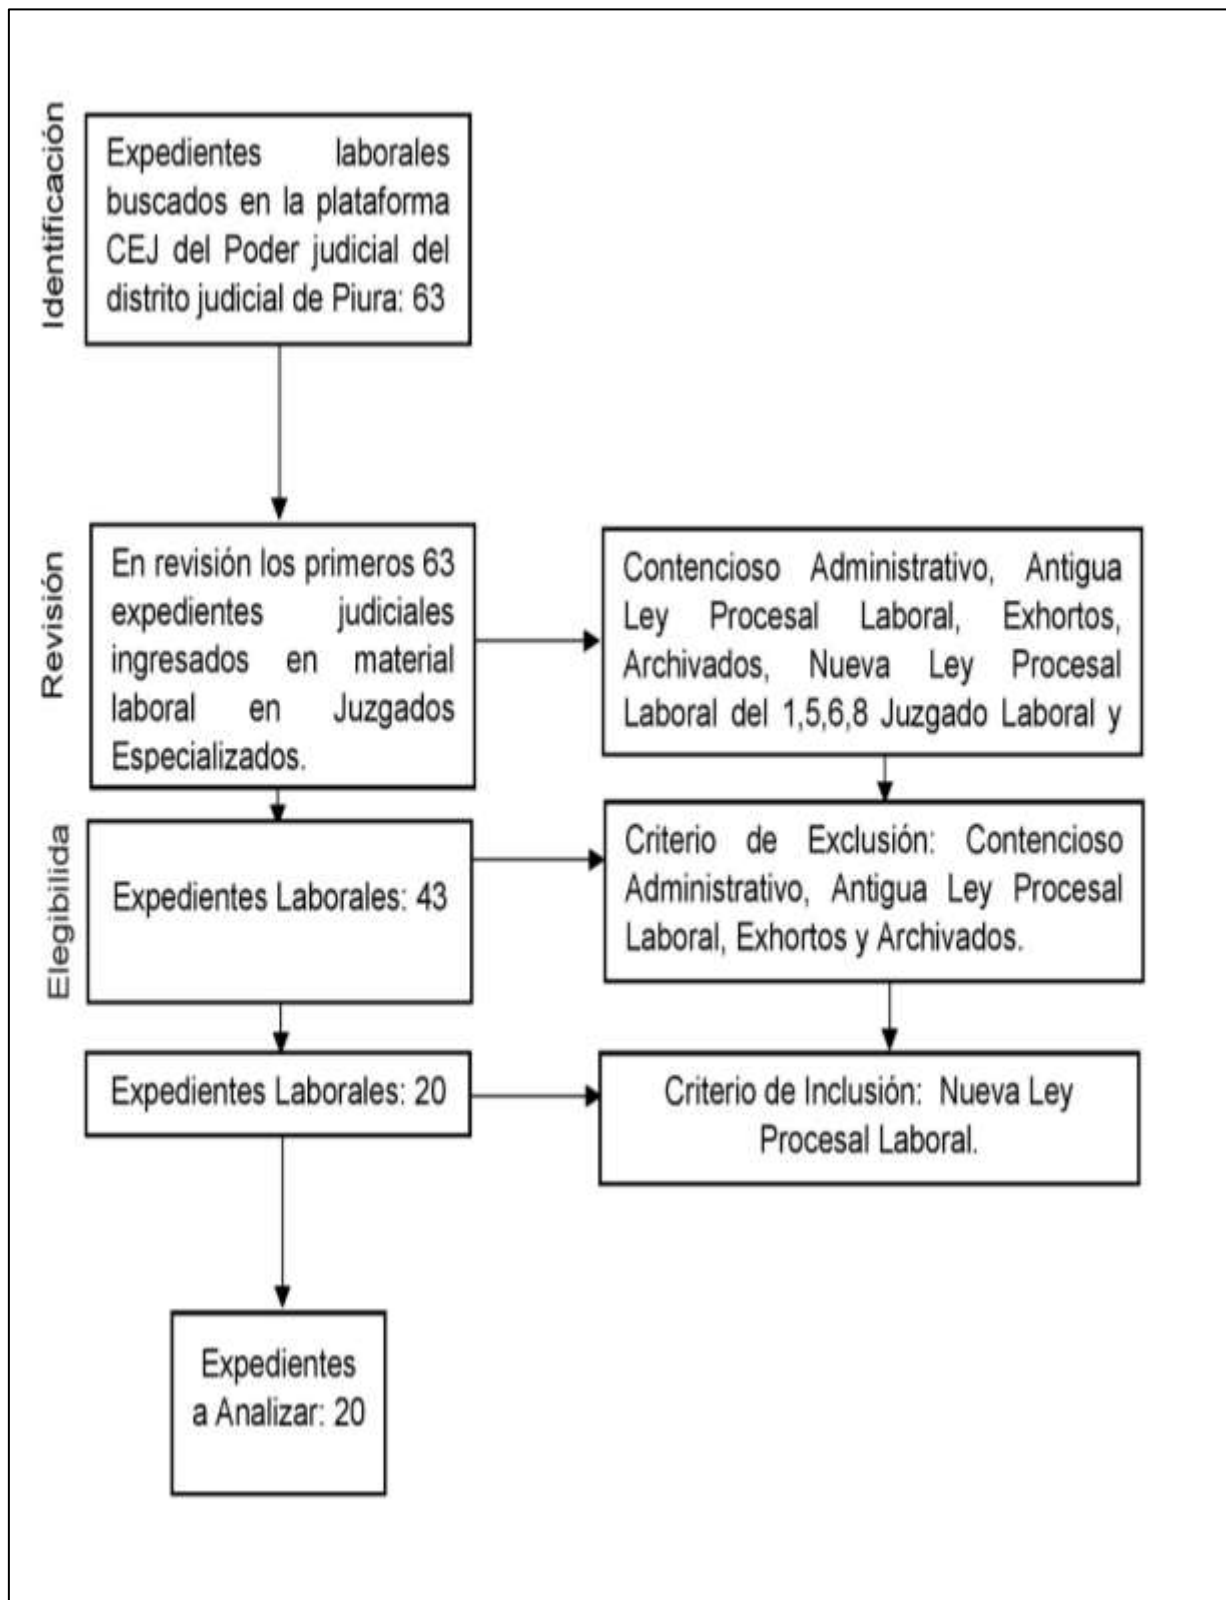 Identificación
Expedientes laborales
buscados en la plataforma
CEJ del Poder judicial del
distrito judicial de Piura: 63
Revisión
En revisión los primeros 63
expedientes judiciales
ingresados en material
laboral en Juzgados
Especializados.
Contencioso Administrativo, Antigua
Ley Procesal Laboral, Exhortos,
Archivados, Nueva Ley Procesal
Laboral del 1,5,6,8 Juzgado Laboral y
Elegibilida
Expedientes Laborales: 43
Criterio de Exclusión: Contencioso
Administrativo, Antigua Ley Procesal
Laboral, Exhortos y Archivados.
Expedientes Laborales: 20
Criterio de Inclusión: Nueva Ley
Procesal Laboral.
Expedientes
a Analizar: 20